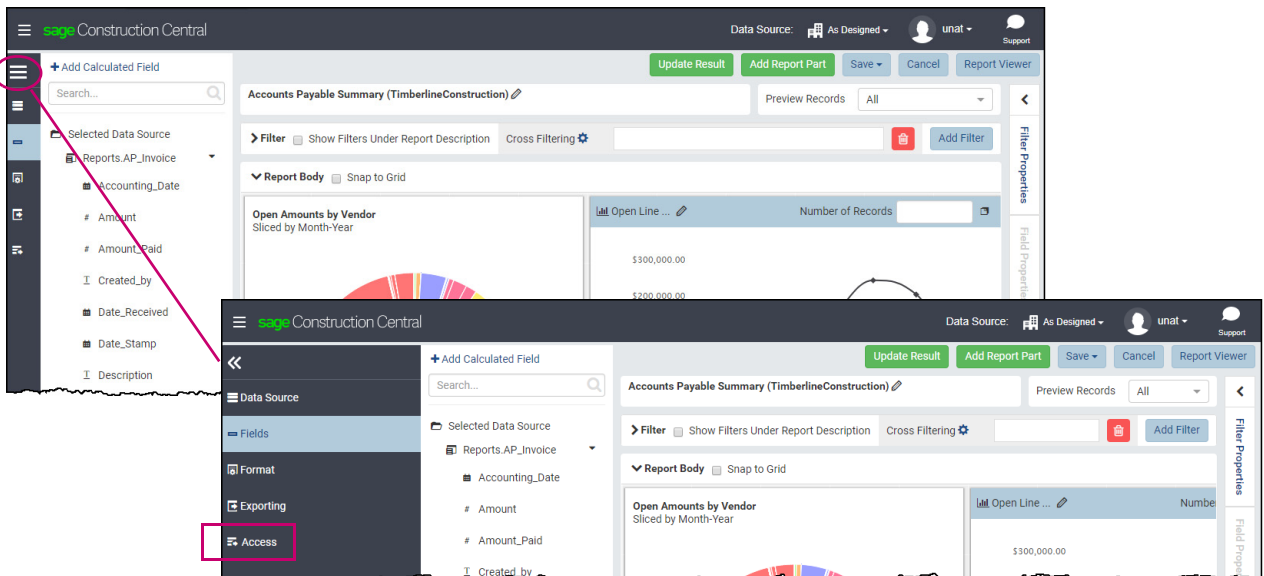 sage Construction Central
Data Source: As Designed unat Support
+ Add Calculated Field
Update Result Add Report Part Save Cancel Report Viewer
Search...
Accounts Payable Summary (TimberlineConstruction)
Preview Records All
Selected Data Source
Filter Show Filters Under Report Description Cross Filtering Add Filter
Reports.AP_Invoice
Report Body Snap to Grid
Accounting_Date
# Amount
Open Amounts by Vendor
Sliced by Month-Year
Open Line ... Number of Records
# Amount_Paid
$300,000.00
T Created_by
$200,000.00
Date_Received
Date_Stamp
T Description
Filter Properties
Field Propertie
sage Construction Central
Data Source: As Designed unat Support
+ Add Calculated Field
Update Result Add Report Part Save Cancel Report Viewer
Search...
Accounts Payable Summary (TimberlineConstruction)
Preview Records All
Data Source
Fields
Format
Exporting
Access
Selected Data Source
Reports.AP_Invoice
Accounting_Date
# Amount
# Amount_Paid
T Created_by
Filter Show Filters Under Report Description Cross Filtering Add Filter
Report Body Snap to Grid
Open Amounts by Vendor
Sliced by Month-Year
Open Line ... Numbe
$300,000.00
Filter Properties
Field Prope